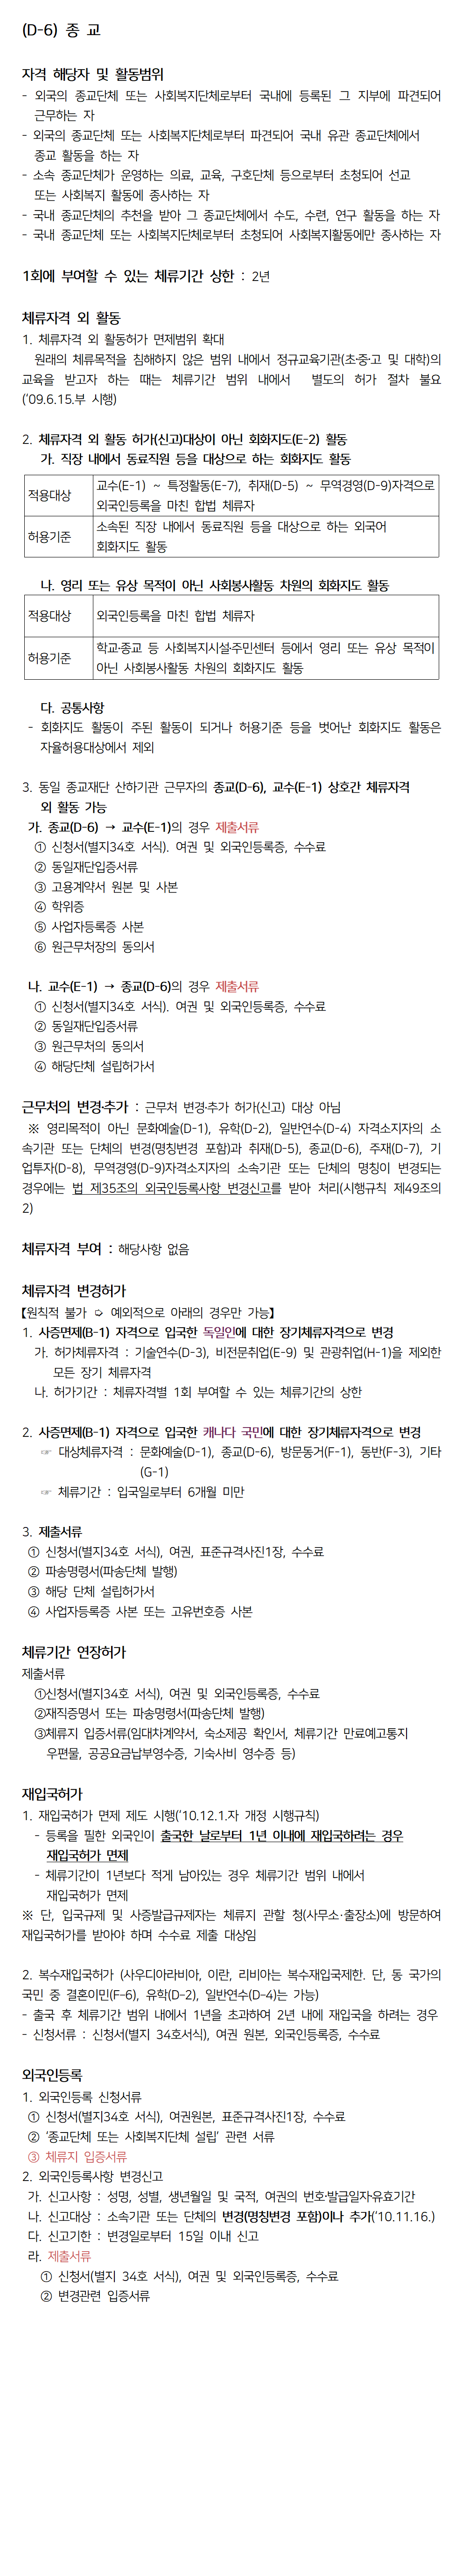 (D-6) 종 교
자격 해당자 및 활동범위
- 외국의 종교단체 또는 사회복지단체로부터 국내에 등록된 그 지부에 파견되어
근무하는 자
- 외국의 종교단체 또는 사회복지단체로부터 파견되어 국내 유관 종교단체에서
종교 활동을 하는 자
- 소속 종교단체가 운영하는 의료, 교육, 구호단체 등으로부터 초청되어 선교
또는 사회복지 활동에 종사하는 자
- 국내 종교단체의 추천을 받아 그 종교단체에서 수도, 수련, 연구 활동을 하는 자
- 국내 종교단체 또는 사회복지단체로부터 초청되어 사회복지활동에만 종사하는 자
1회에 부여할 수 있는 체류기간 상한 : 2년
체류자격 외 활동
1. 체류자격 외 활동허가 면제범위 확대
원래의 체류목적을 침해하지 않은 범위 내에서 정규교육기관(초·중·고 및 대학)의
교육을 받고자 하는 때는 체류기간 범위 내에서 별도의 허가 절차 불요
('09.6.15.부 시행)
2. 체류자격 외 활동 허가(신고)대상이 아닌 회화지도(E-2) 활동
가. 직장 내에서 동료직원 등을 대상으로 하는 회화지도 활동
적용대상
교수(E-1) ~ 특정활동(E-7), 취재(D-5) ~ 무역경영(D-9)자격으로
외국인등록을 마친 합법 체류자
허용기준
소속된 직장 내에서 동료직원 등을 대상으로 하는 외국어
회화지도 활동
나. 영리 또는 유상 목적이 아닌 사회봉사활동 차원의 회화지도 활동
적용대상
외국인등록을 마친 합법 체류자
허용기준
학교·종교 등 사회복지시설·주민센터 등에서 영리 또는 유상 목적이
아닌 사회봉사활동 차원의 회화지도 활동
다. 공통사항
- 회화지도 활동이 주된 활동이 되거나 허용기준 등을 벗어난 회화지도 활동은
자율허용대상에서 제외
3. 동일 종교재단 산하기관 근무자의 종교(D-6), 교수(E-1) 상호간 체류자격
외 활동 가능
가. 종교(D-6) → 교수(E-1)의 경우 제출서류
① 신청서(별지34호 서식). 여권 및 외국인등록증, 수수료
② 동일재단입증서류
③ 고용계약서 원본 및 사본
④ 학위증
⑤ 사업자등록증 사본
⑥ 원근무처장의 동의서
나. 교수(E-1) → 종교(D-6)의 경우 제출서류
① 신청서(별지34호 서식). 여권 및 외국인등록증, 수수료
② 동일재단입증서류
③ 원근무처의 동의서
④ 해당단체 설립허가서
근무처의 변경·추가 : 근무처 변경·추가 허가(신고) 대상 아님
※ 영리목적이 아닌 문화예술(D-1), 유학(D-2), 일반연수(D-4) 자격소지자의 소
속기관 또는 단체의 변경(명칭변경 포함)과 취재(D-5), 종교(D-6), 주재(D-7), 기
업투자(D-8), 무역경영(D-9)자격소지자의 소속기관 또는 단체의 명칭이 변경되는
경우에는 법 제35조의 외국인등록사항 변경신고를 받아 처리(시행규칙 제49조의
2)
체류자격 부여 : 해당사항 없음
체류자격 변경허가
【원칙적 불가 ➭ 예외적으로 아래의 경우만 가능】
1. 사증면제(B-1) 자격으로 입국한 독일인에 대한 장기체류자격으로 변경
가. 허가체류자격 : 기술연수(D-3), 비전문취업(E-9) 및 관광취업(H-1)을 제외한
모든 장기 체류자격
나. 허가기간 : 체류자격별 1회 부여할 수 있는 체류기간의 상한
2. 사증면제(B-1) 자격으로 입국한 캐나다 국민에 대한 장기체류자격으로 변경
☞ 대상체류자격 : 문화예술(D-1), 종교(D-6), 방문동거(F-1), 동반(F-3), 기타
(G-1)
☞ 체류기간 : 입국일로부터 6개월 미만
3. 제출서류
① 신청서(별지34호 서식), 여권, 표준규격사진1장, 수수료
② 파송명령서(파송단체 발행)
③ 해당 단체 설립허가서
④ 사업자등록증 사본 또는 고유번호증 사본
체류기간 연장허가
제출서류
①신청서(별지34호 서식), 여권 및 외국인등록증, 수수료
②재직증명서 또는 파송명령서(파송단체 발행)
③체류지 입증서류(임대차계약서, 숙소제공 확인서, 체류기간 만료예고통지
우편물, 공공요금납부영수증, 기숙사비 영수증 등)
재입국허가
1. 재입국허가 면제 제도 시행('10.12.1.자 개정 시행규칙)
- 등록을 필한 외국인이 출국한 날로부터 1년 이내에 재입국하려는 경우
재입국허가 면제
- 체류기간이 1년보다 적게 남아있는 경우 체류기간 범위 내에서
재입국허가 면제
※ 단, 입국규제 및 사증발급규제자는 체류지 관할 청(사무소·출장소)에 방문하여
재입국허가를 받아야 하며 수수료 제출 대상임
2. 복수재입국허가 (사우디아라비아, 이란, 리비아는 복수재입국제한. 단, 동 국가의
국민 중 결혼이민(F-6), 유학(D-2), 일반연수(D-4)는 가능)
- 출국 후 체류기간 범위 내에서 1년을 초과하여 2년 내에 재입국을 하려는 경우
- 신청서류 : 신청서(별지 34호서식), 여권 원본, 외국인등록증, 수수료
외국인등록
1. 외국인등록 신청서류
① 신청서(별지34호 서식), 여권원본, 표준규격사진1장, 수수료
② '종교단체 또는 사회복지단체 설립' 관련 서류
③ 체류지 입증서류
2. 외국인등록사항 변경신고
가. 신고사항 : 성명, 성별, 생년월일 및 국적, 여권의 번호·발급일자·유효기간
나. 신고대상 : 소속기관 또는 단체의 변경(명칭변경 포함)이나 추가('10.11.16.)
다. 신고기한 : 변경일로부터 15일 이내 신고
라. 제출서류
① 신청서(별지 34호 서식), 여권 및 외국인등록증, 수수료
② 변경관련 입증서류